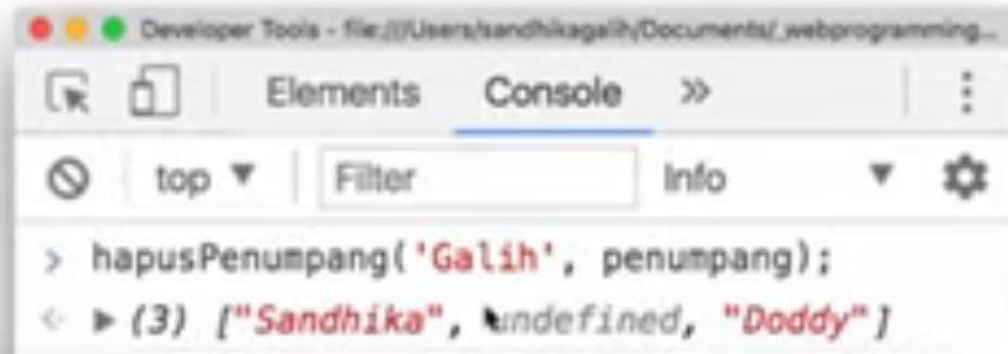 Developer Tools - file:///Users/sandhikagalih/Documents/_webprogramming...
Elements Console »
top ▼ Filter Info ▼
> hapusPenumpang('Galih', penumpang);
<· ▶ (3) ["Sandhika", undefined, "Doddy"]